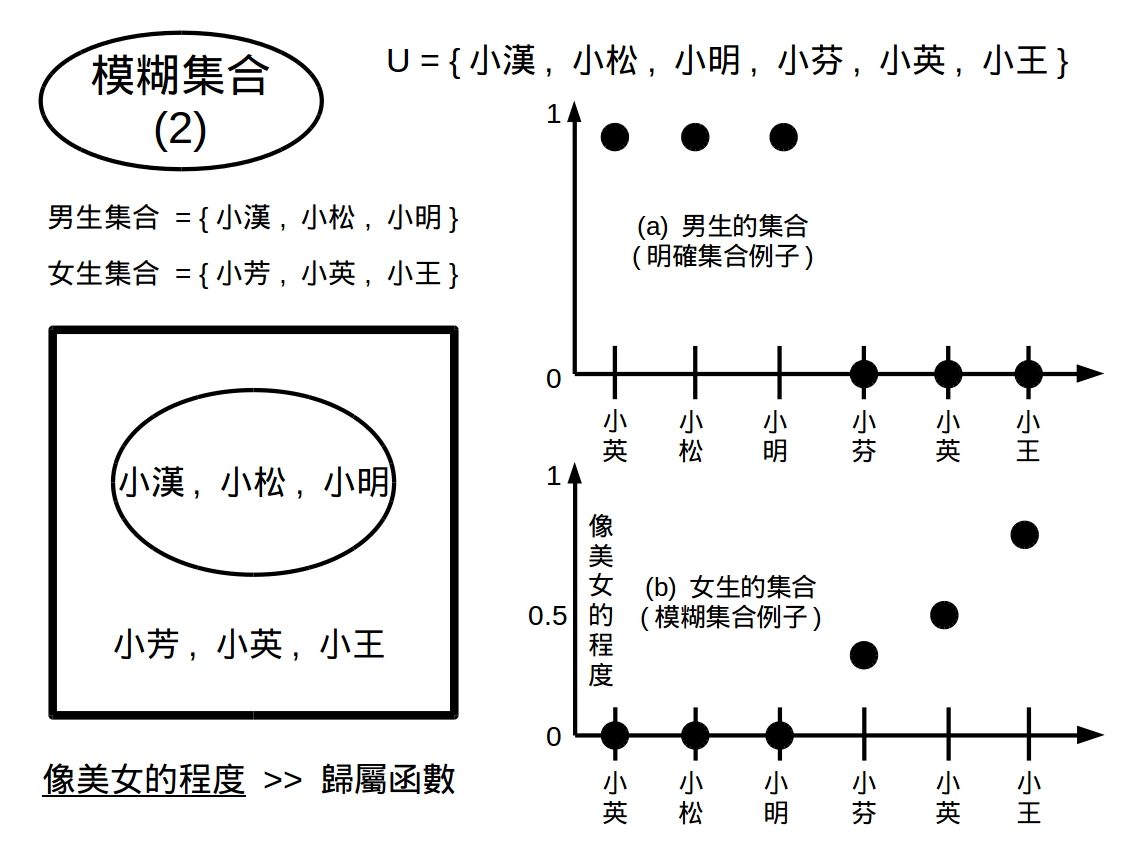 模糊集合
(2)
U = { 小漢 , 小松 , 小明 , 小芬 , 小英 , 小王 }
男生集合 = { 小漢 , 小松 , 小明 }
女生集合 = { 小芳 , 小英 , 小王 }
小漢 , 小松 , 小明
小芳 , 小英 , 小王
像美女的程度 >> 歸屬函數
1
(a) 男生的集合
( 明確集合例子 )
0
小英
小松
小明
小芬
小英
小王
1
像美女的程度
(b) 女生的集合
( 模糊集合例子 )
0.5
0
小英
小松
小明
小芬
小英
小王